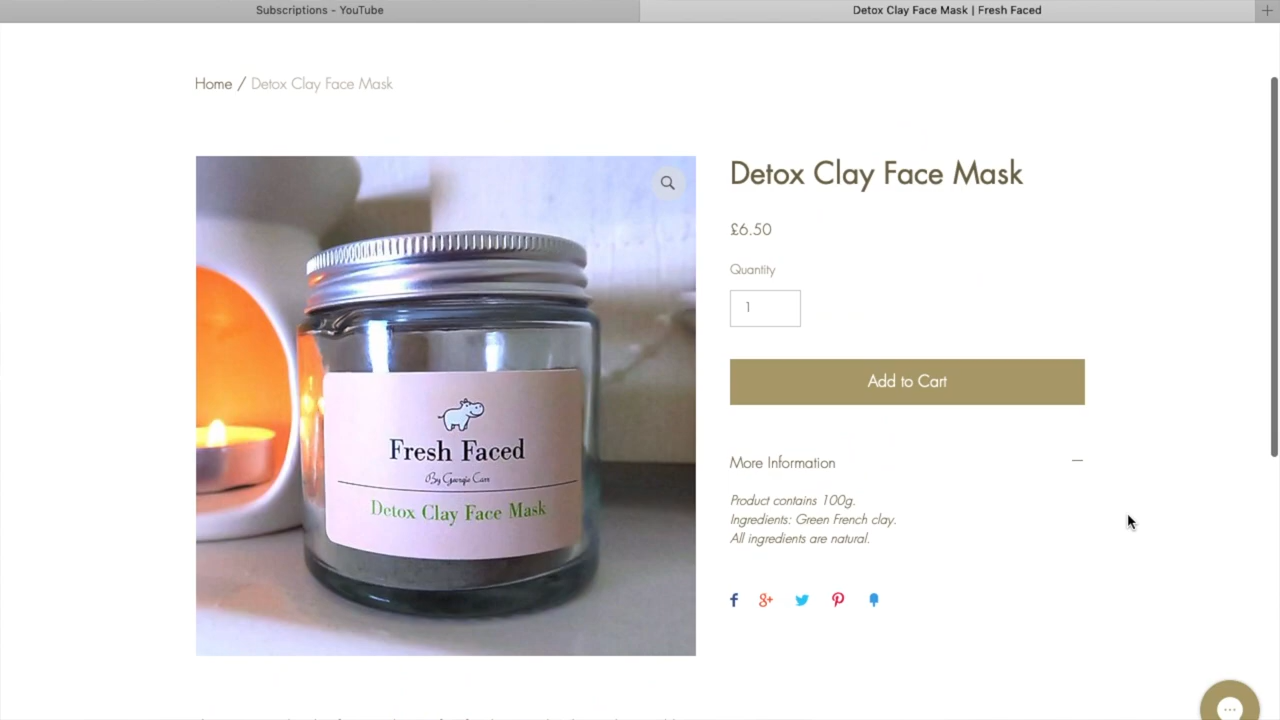 Subscriptions - YouTube
Detox Clay Face Mask | Fresh Faced
Home / Detox Clay Face Mask
Detox Clay Face Mask
£6.50
Quantity
1
Add to Cart
More Information
Product contains 100g.
Ingredients: Green French clay.
All ingredients are natural.
Fresh Faced
By Georgie Carr
Detox Clay Face Mask